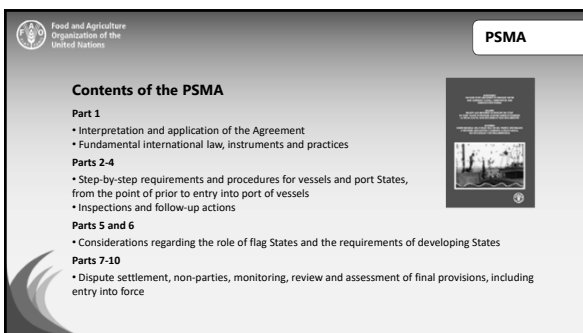 Food and Agriculture
Organization of the
United Nations
PSMA
Contents of the PSMA
Part 1
• Interpretation and application of the Agreement
• Fundamental international law, instruments and practices
Parts 2-4
• Step-by-step requirements and procedures for vessels and port States,
from the point of prior to entry into port of vessels
• Inspections and follow-up actions
Parts 5 and 6
• Considerations regarding the role of flag States and the requirements of developing States
Parts 7-10
• Dispute settlement, non-parties, monitoring, review and assessment of final provisions, including
entry into force